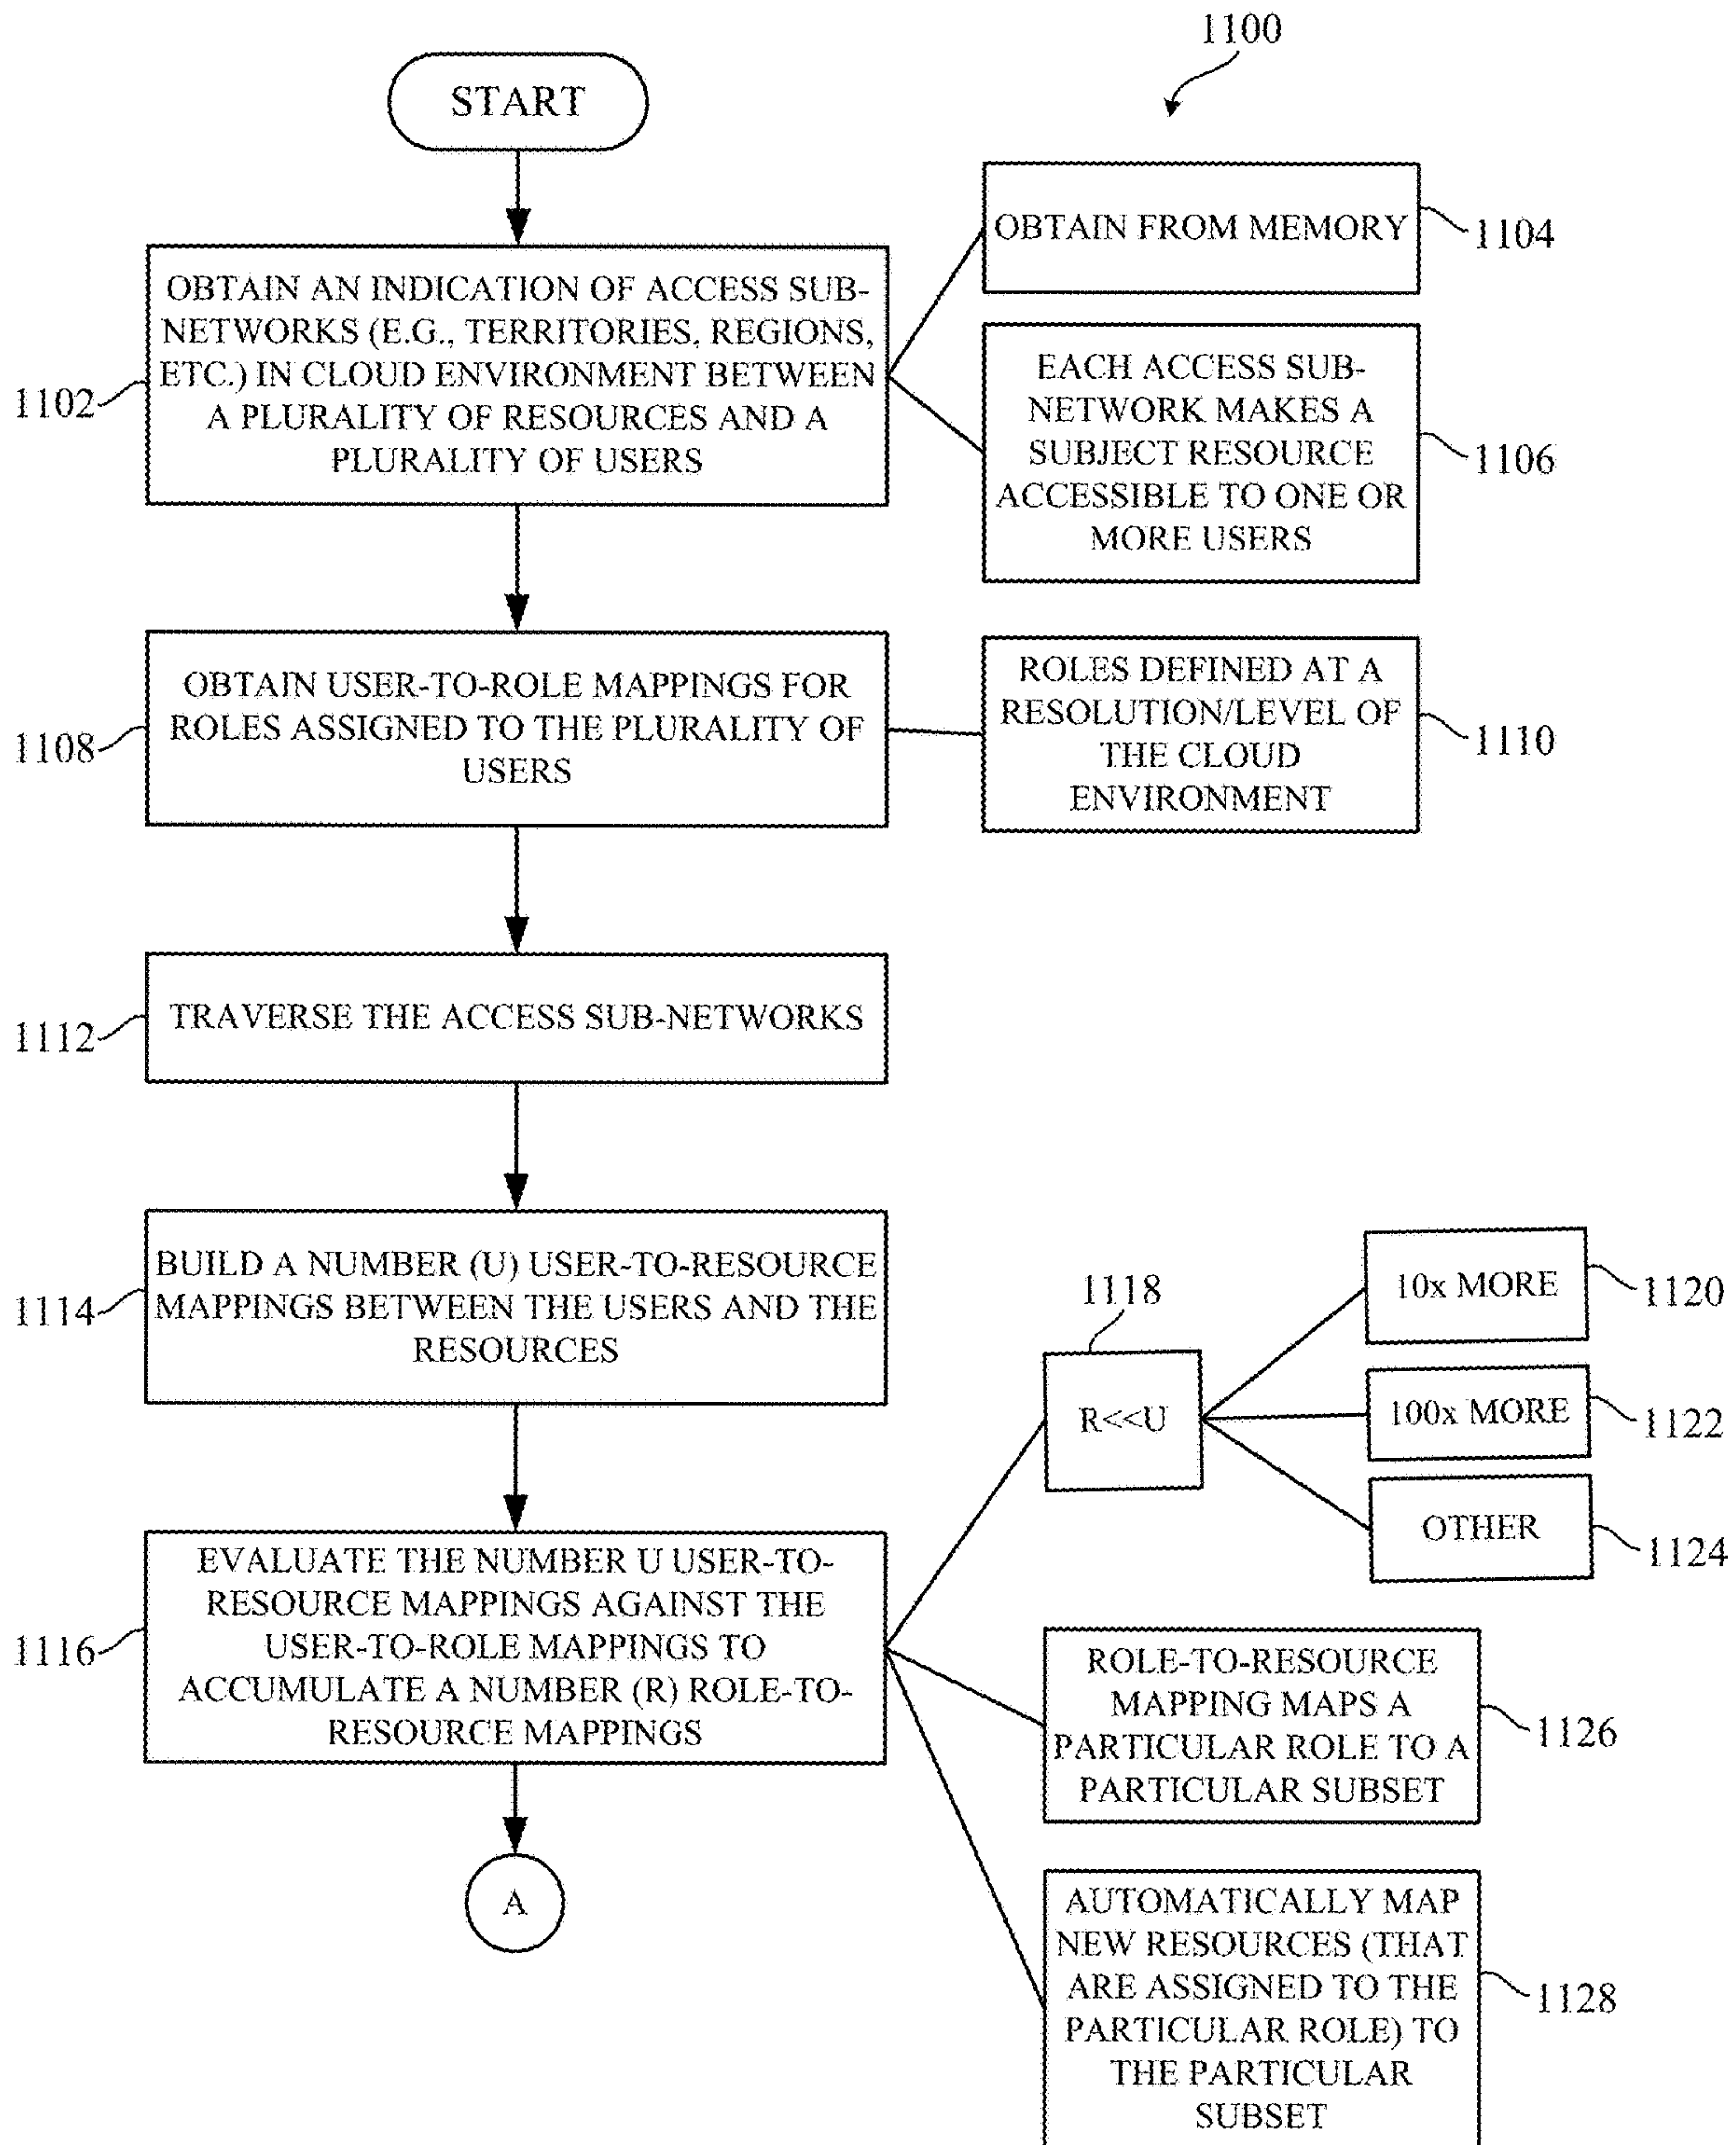 1100
START
OBTAIN FROM MEMORY
1104
OBTAIN AN INDICATION OF ACCESS SUB-
NETWORKS (E.G., TERRITORIES, REGIONS,
ETC.) IN CLOUD ENVIRONMENT BETWEEN
A PLURALITY OF RESOURCES AND A
PLURALITY OF USERS
1102
EACH ACCESS SUB-
NETWORK MAKES A
SUBJECT RESOURCE
ACCESSIBLE TO ONE OR
MORE USERS
1106
OBTAIN USER-TO-ROLE MAPPINGS FOR
ROLES ASSIGNED TO THE PLURALITY OF
USERS
1108
ROLES DEFINED AT A
RESOLUTION/LEVEL OF
THE CLOUD
ENVIRONMENT
1110
TRAVERSE THE ACCESS SUB-NETWORKS
1112
BUILD A NUMBER (U) USER-TO-RESOURCE
MAPPINGS BETWEEN THE USERS AND THE
RESOURCES
1114
1118
R<<U
10x MORE
1120
100x MORE
1122
OTHER
1124
EVALUATE THE NUMBER U USER-TO-
RESOURCE MAPPINGS AGAINST THE
USER-TO-ROLE MAPPINGS TO
ACCUMULATE A NUMBER (R) ROLE-TO-
RESOURCE MAPPINGS
1116
ROLE-TO-RESOURCE
MAPPING MAPS A
PARTICULAR ROLE TO A
PARTICULAR SUBSET
1126
A
AUTOMATICALLY MAP
NEW RESOURCES (THAT
ARE ASSIGNED TO THE
PARTICULAR ROLE) TO
THE PARTICULAR
SUBSET
1128